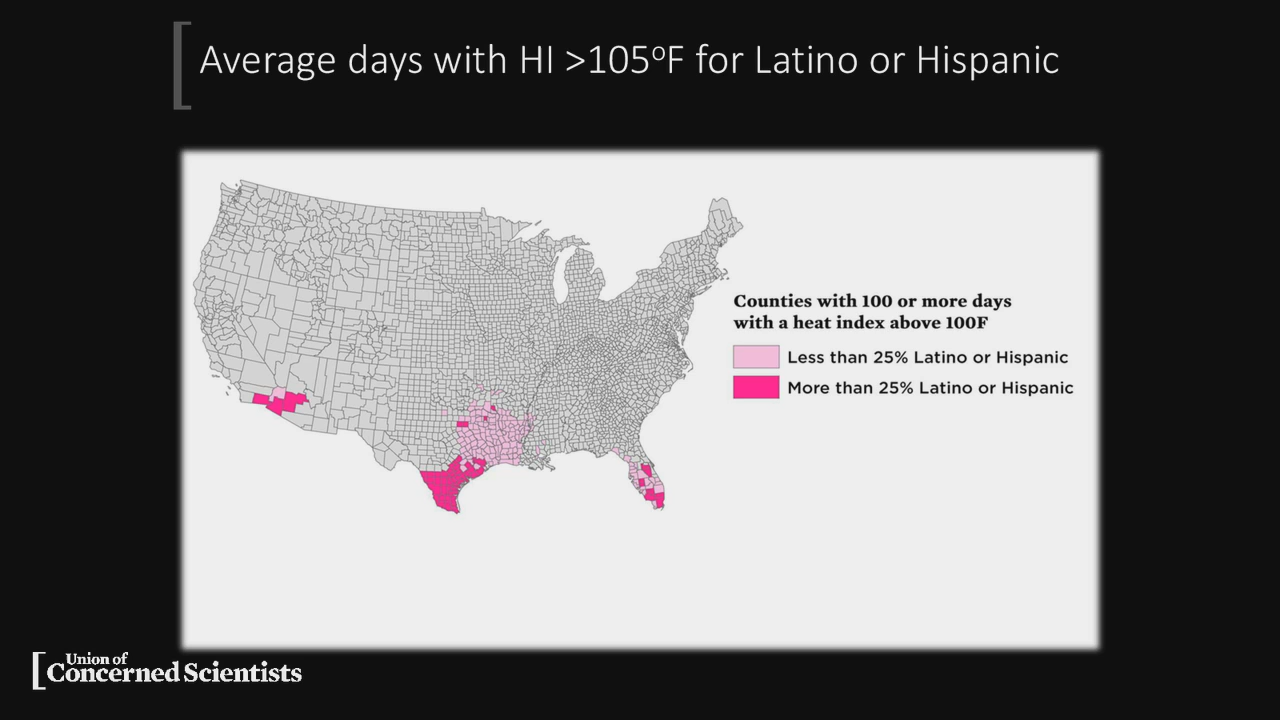 Average days with HI >105ºF for Latino or Hispanic
Counties with 100 or more days
with a heat index above 100F
Less than 25% Latino or Hispanic
More than 25% Latino or Hispanic
Union of
Concerned Scientists